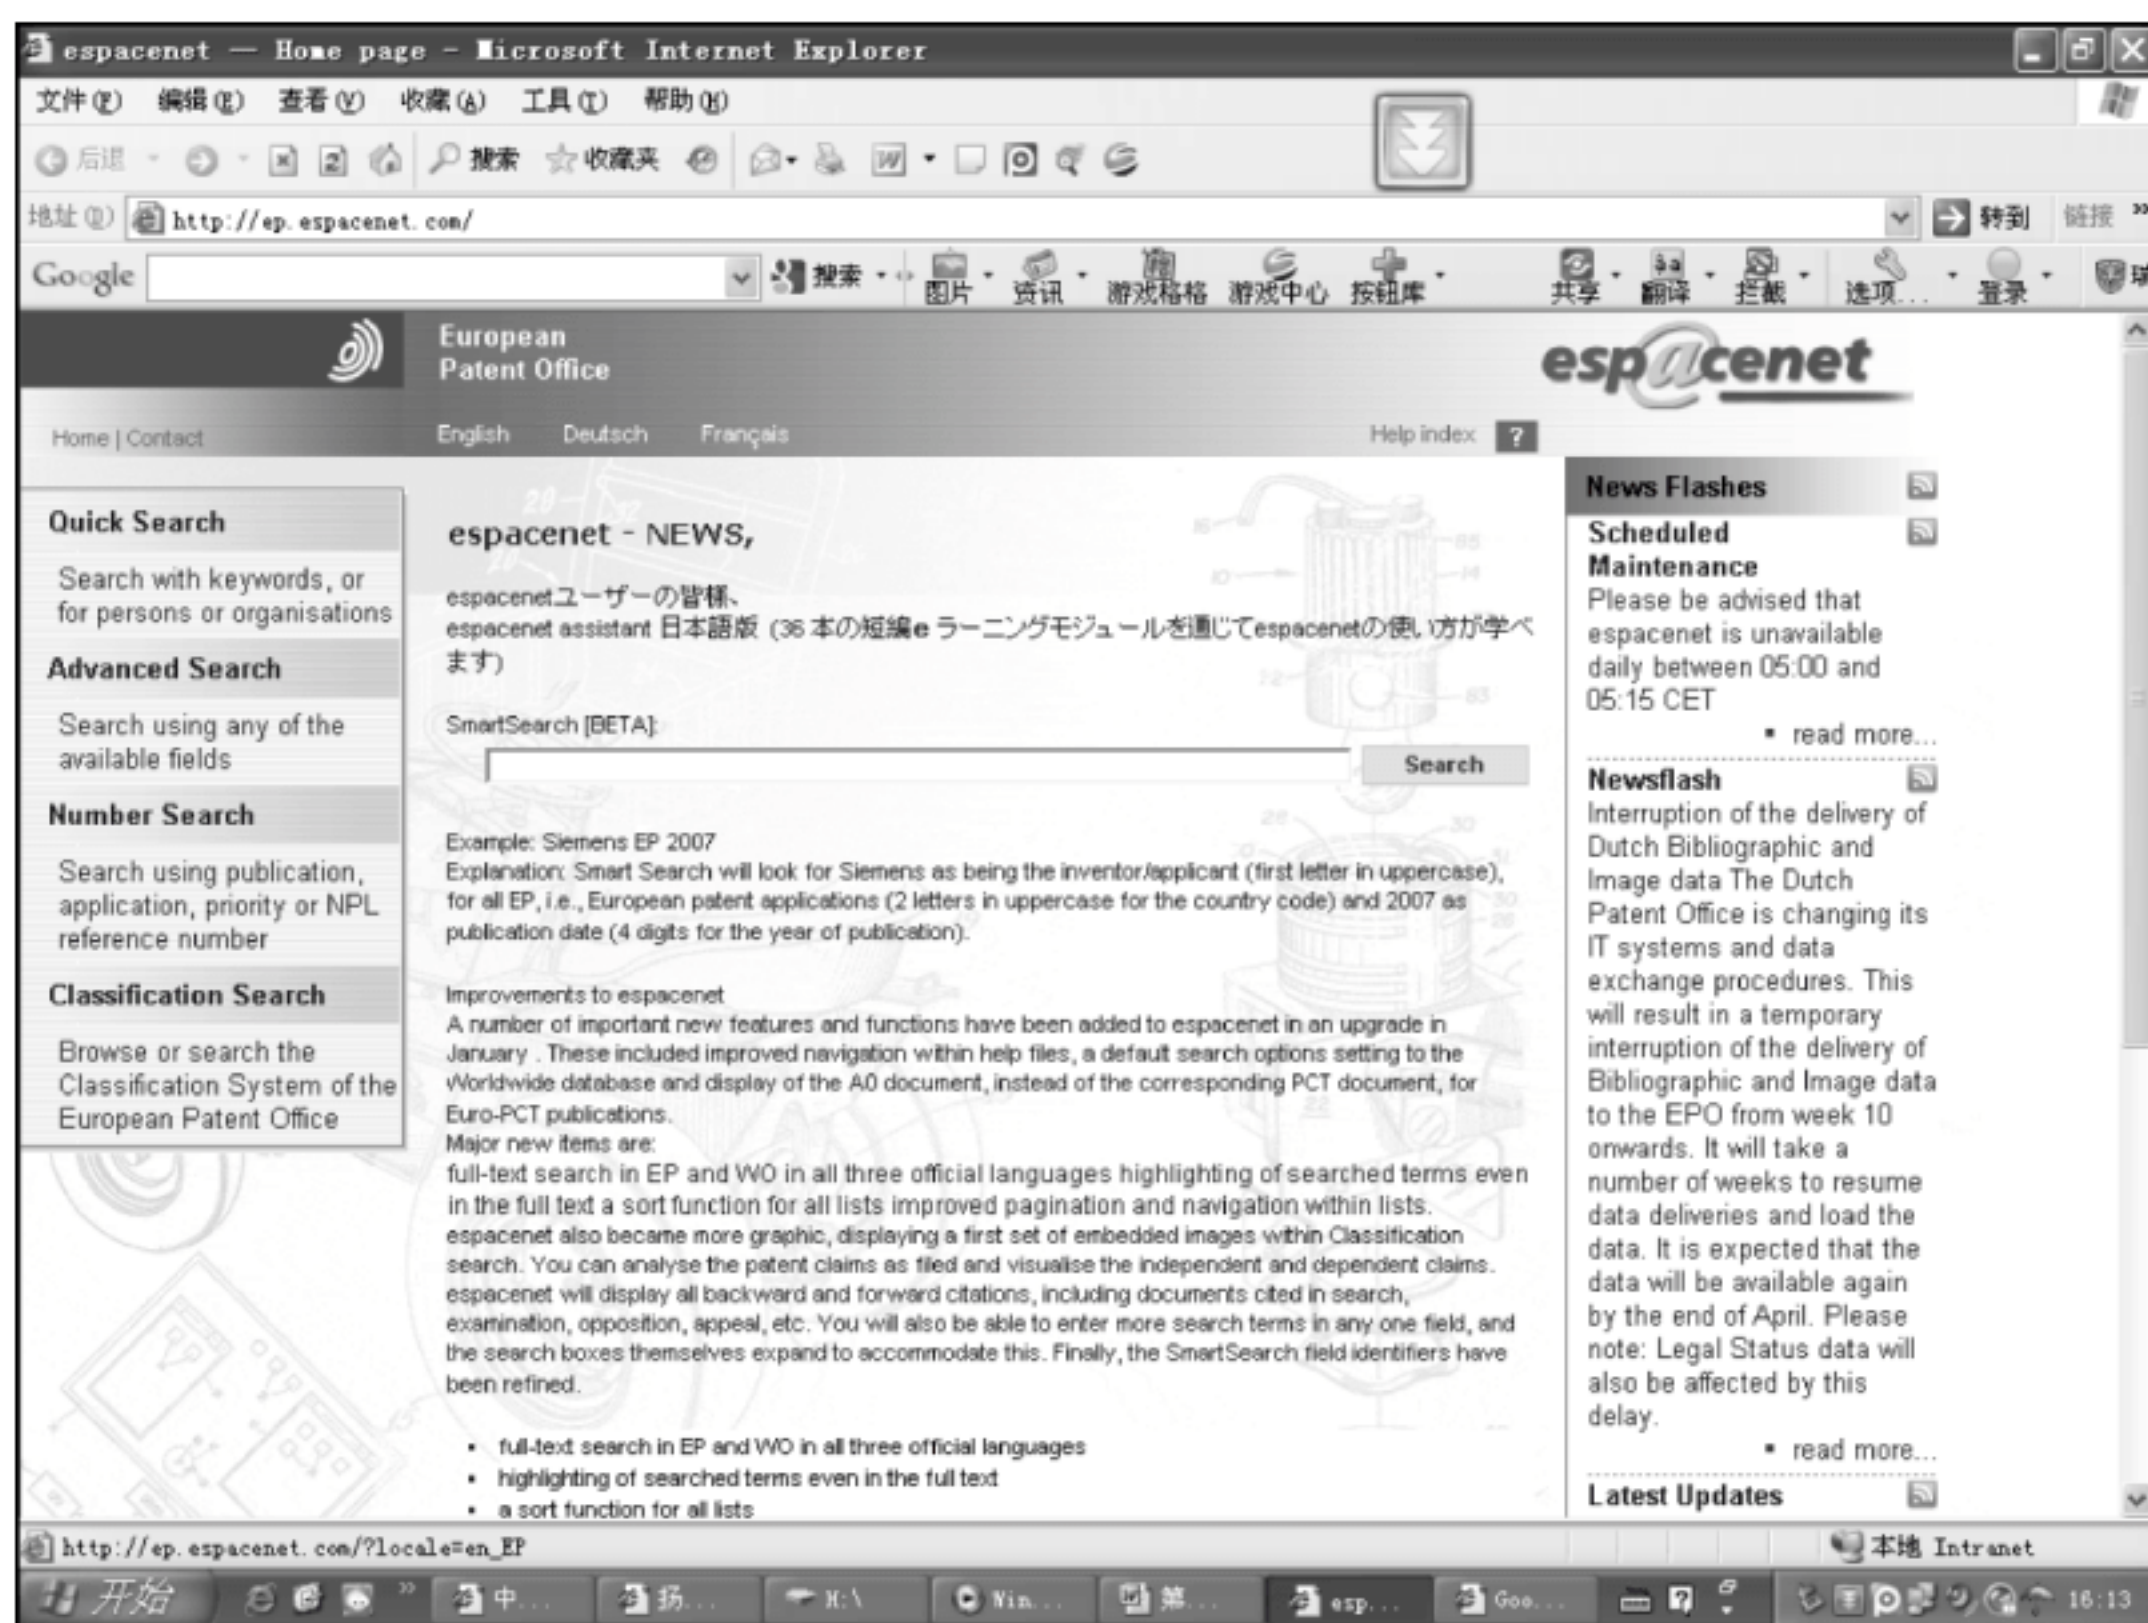 espacenet — Home page - Microsoft Internet Explorer
文件(F) 编辑(E) 查看(V) 收藏(A) 工具(T) 帮助(H)
后退 搜索 收藏夹
地址(D) http://ep.espacenet.com/ 转到 链接 »
Google 搜索 图片 资讯 游戏格格 游戏中心 按钮库 共享 翻译 拦截 选项... 登录
European
Patent Office
espacenet
Home | Contact English Deutsch Français Help index ?
Quick Search
Search with keywords, or
for persons or organisations
Advanced Search
Search using any of the
available fields
Number Search
Search using publication,
application, priority or NPL
reference number
Classification Search
Browse or search the
Classification System of the
European Patent Office
espacenet - NEWS,
espacenetユーザーの皆様、
espacenet assistant 日本語版 (36 本の短編e ラーニングモジュールを通じてespacenetの使い方が学べ
ます)
SmartSearch [BETA]:
Search
Example: Siemens EP 2007
Explanation: Smart Search will look for Siemens as being the inventor/applicant (first letter in uppercase),
for all EP, i.e., European patent applications (2 letters in uppercase for the country code) and 2007 as
publication date (4 digits for the year of publication).
Improvements to espacenet
A number of important new features and functions have been added to espacenet in an upgrade in
January . These included improved navigation within help files, a default search options setting to the
Worldwide database and display of the A0 document, instead of the corresponding PCT document, for
Euro-PCT publications.
Major new items are:
full-text search in EP and WO in all three official languages highlighting of searched terms even
in the full text a sort function for all lists improved pagination and navigation within lists.
espacenet also became more graphic, displaying a first set of embedded images within Classification
search. You can analyse the patent claims as filed and visualise the independent and dependent claims.
espacenet will display all backward and forward citations, including documents cited in search,
examination, opposition, appeal, etc. You will also be able to enter more search terms in any one field, and
the search boxes themselves expand to accommodate this. Finally, the SmartSearch field identifiers have
been refined.
▪ full-text search in EP and WO in all three official languages
▪ highlighting of searched terms even in the full text
▪ a sort function for all lists
News Flashes
Scheduled
Maintenance
Please be advised that
espacenet is unavailable
daily between 05:00 and
05:15 CET
▪ read more...
Newsflash
Interruption of the delivery of
Dutch Bibliographic and
Image data The Dutch
Patent Office is changing its
IT systems and data
exchange procedures. This
will result in a temporary
interruption of the delivery of
Bibliographic and Image data
to the EPO from week 10
onwards. It will take a
number of weeks to resume
data deliveries and load the
data. It is expected that the
data will be available again
by the end of April. Please
note: Legal Status data will
also be affected by this
delay.
▪ read more...
Latest Updates
http://ep.espacenet.com/?locale=en_EP 本地 Intranet
开始 » 中... 扬... H:\ Win... 第... esp... Goo... 16:13